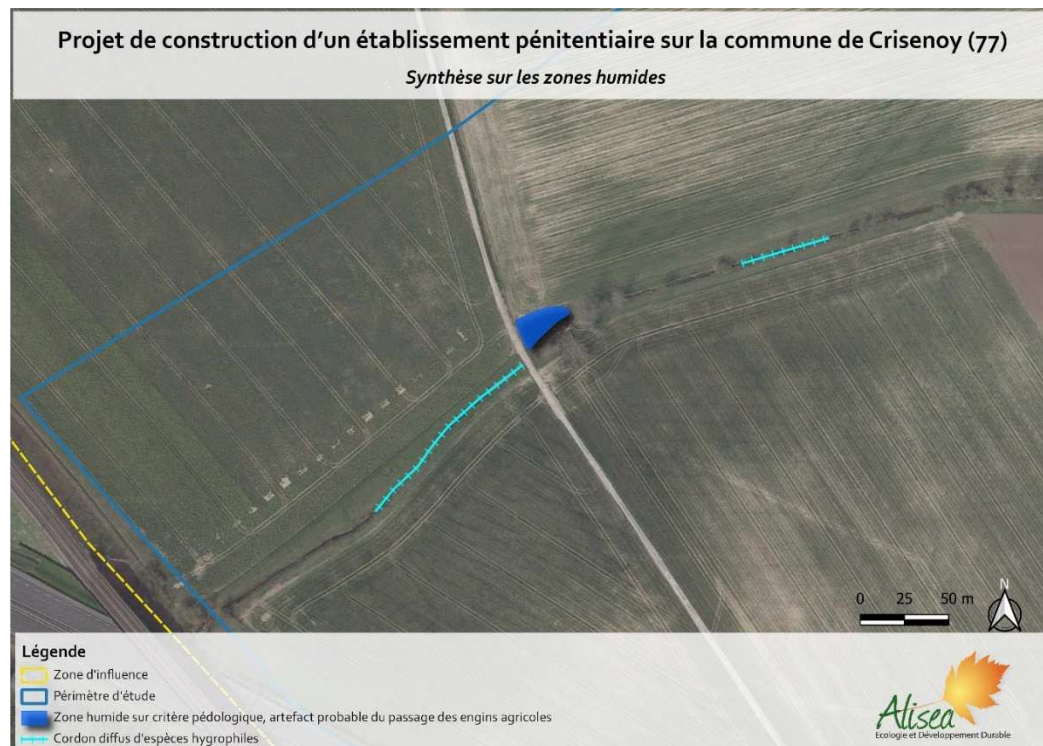 Projet de construction d'un établissement pénitentiaire sur la commune de Crisenoy (77)
Synthèse sur les zones humides
N
0 25 50 m
Légende
Zone d'influence
Périmètre d'étude
Zone humide sur critère pédologique, artefact probable du passage des engins agricoles
Cordon diffus d'espèces hygrophiles
Alisea
Ecologie et Développement Durable